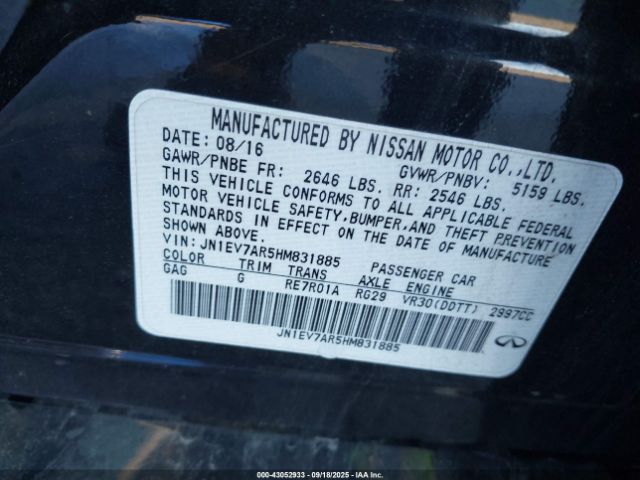 MANUFACTURED BY NISSAN MOTOR CO.,LTD.
DATE: 08/16 GVWR/PNBV: 5159 LBS.
GAWR/PNBE FR: 2646 LBS. RR: 2546 LBS.
THIS VEHICLE CONFORMS TO ALL APPLICABLE FEDERAL
MOTOR VEHICLE SAFETY,BUMPER,AND THEFT PREVENTION
STANDARDS IN EFFECT ON THE DATE OF MANUFACTURE
SHOWN ABOVE.
VIN: JN1EV7AR5HM831885 PASSENGER CAR
COLOR TRIM TRANS AXLE ENGINE
GAG G RE7R01A RG29 VR30(DDTT) 2997CC
JN1EV7AR5HM831885
000-43052933 - 09/18/2025 - IAA Inc.